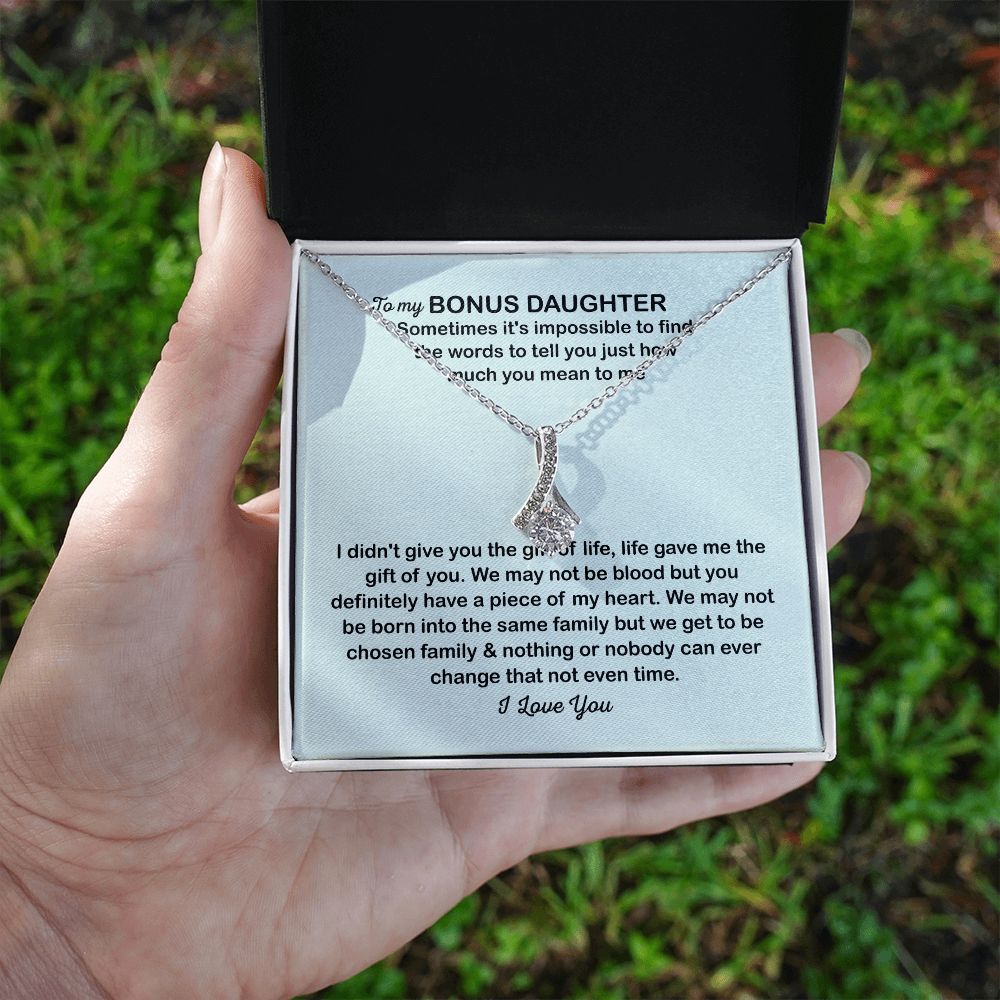 To my BONUS DAUGHTER
Sometimes it's impossible to find
the words to tell you just how
much you mean to me
I didn't give you the gift of life, life gave me the
gift of you. We may not be blood but you
definitely have a piece of my heart. We may not
be born into the same family but we get to be
chosen family & nothing or nobody can ever
change that not even time.
I Love You